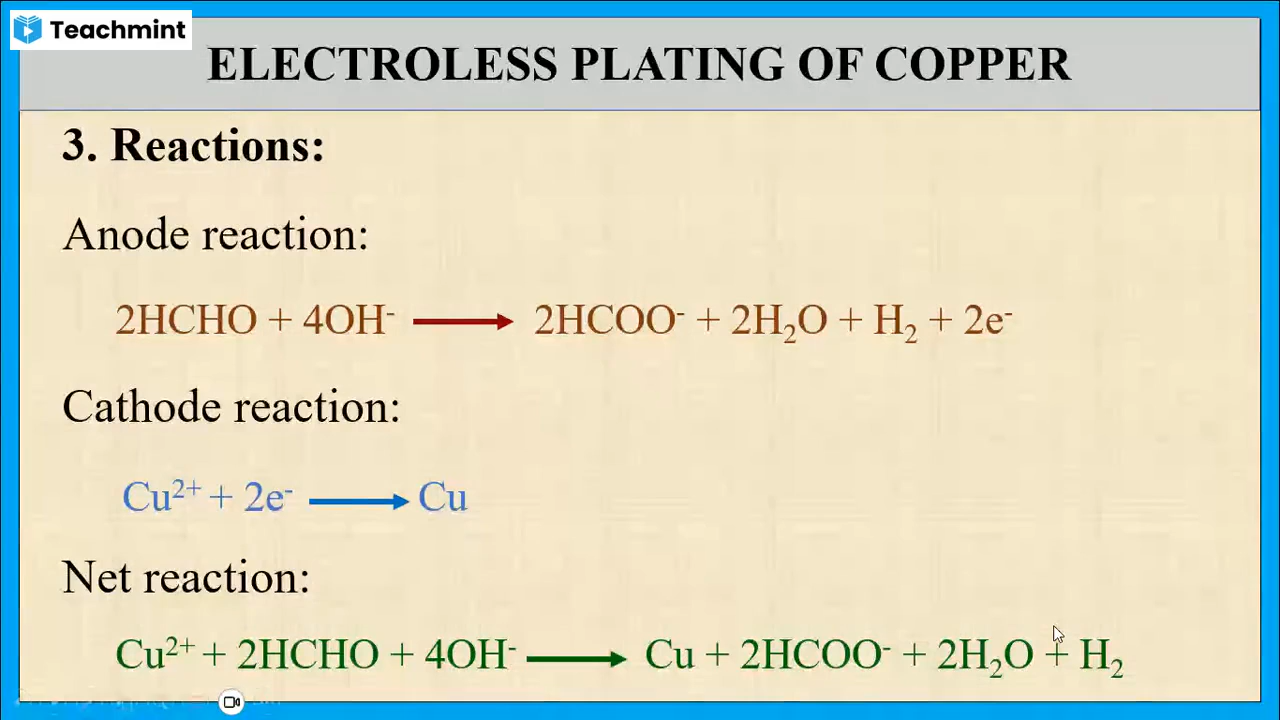 Teachmint
ELECTROLESS PLATING OF COPPER
3. Reactions:
Anode reaction:
2HCHO + 4OH⁻ ⟶ 2HCOO⁻ + 2H₂O + H₂ + 2e⁻
Cathode reaction:
Cu²⁺ + 2e⁻ ⟶ Cu
Net reaction:
Cu²⁺ + 2HCHO + 4OH⁻ ⟶ Cu + 2HCOO⁻ + 2H₂O + H₂